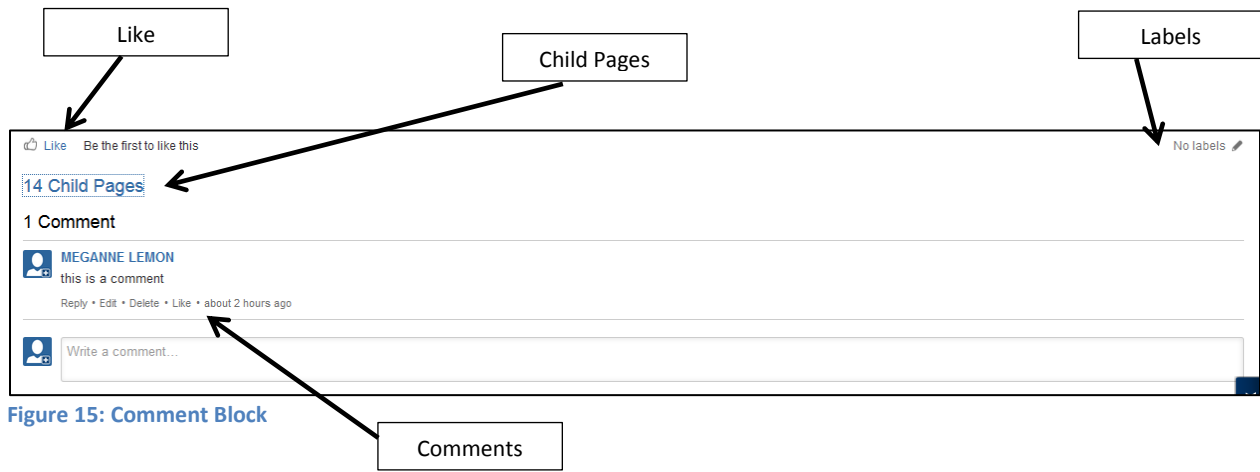 Like
Child Pages
Labels
Like Be the first to like this
No labels
14 Child Pages
1 Comment
MEGANNE LEMON
this is a comment
Reply • Edit • Delete • Like • about 2 hours ago
Write a comment...
Figure 15: Comment Block
Comments